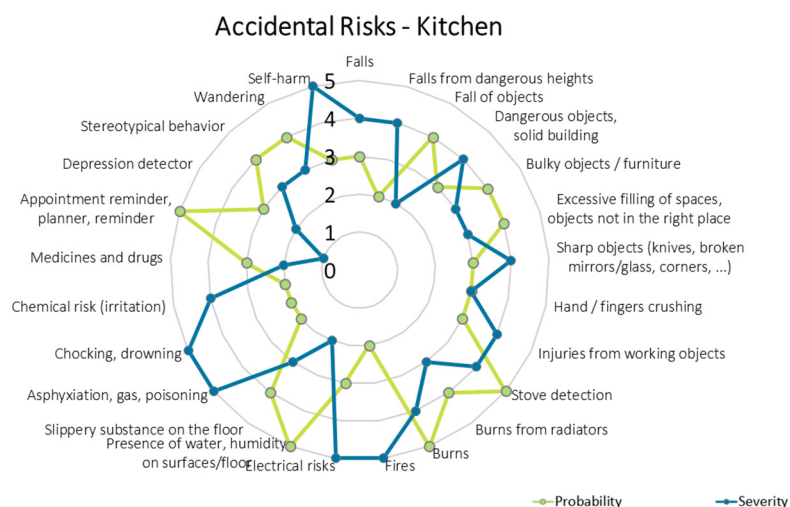 Accidental Risks - Kitchen
Falls
Falls from dangerous heights
Fall of objects
Dangerous objects,
solid building
Bulky objects / furniture
Excessive filling of spaces,
objects not in the right place
Sharp objects (knives, broken
mirrors/glass, corners, ...)
Hand / fingers crushing
Injuries from working objects
Stove detection
Burns from radiators
Burns
Fires
Electrical risks
Presence of water, humidity
on surfaces/floor
Slippery substance on the floor
Asphyxiation, gas, poisoning
Chocking, drowning
Chemical risk (irritation)
Medicines and drugs
Appointment reminder,
planner, reminder
Depression detector
Stereotypical behavior
Wandering
Self-harm
5
4
3
2
1
0
Probability
Severity